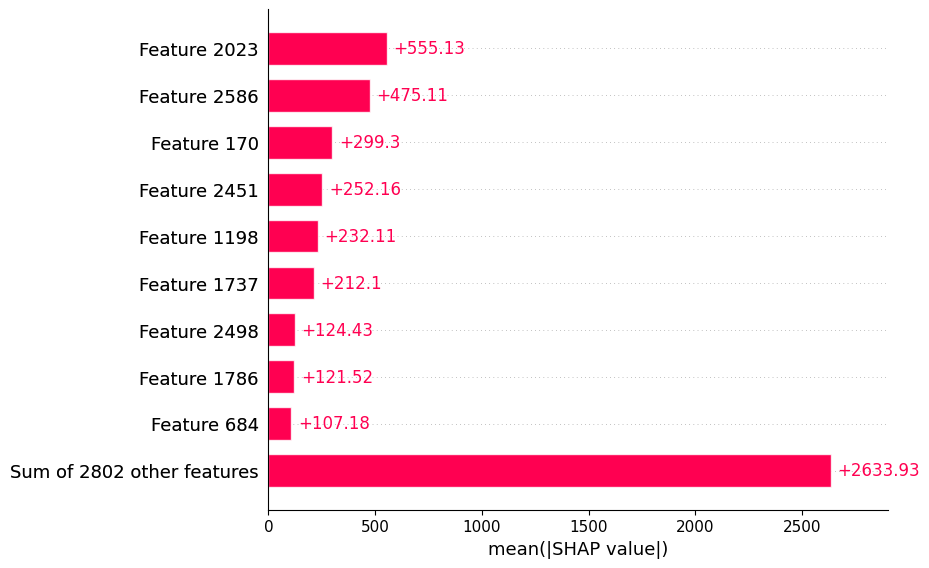 Feature 2023 +555.13
Feature 2586 +475.11
Feature 170 +299.3
Feature 2451 +252.16
Feature 1198 +232.11
Feature 1737 +212.1
Feature 2498 +124.43
Feature 1786 +121.52
Feature 684 +107.18
Sum of 2802 other features +2633.93
0 500 1000 1500 2000 2500
mean(|SHAP value|)